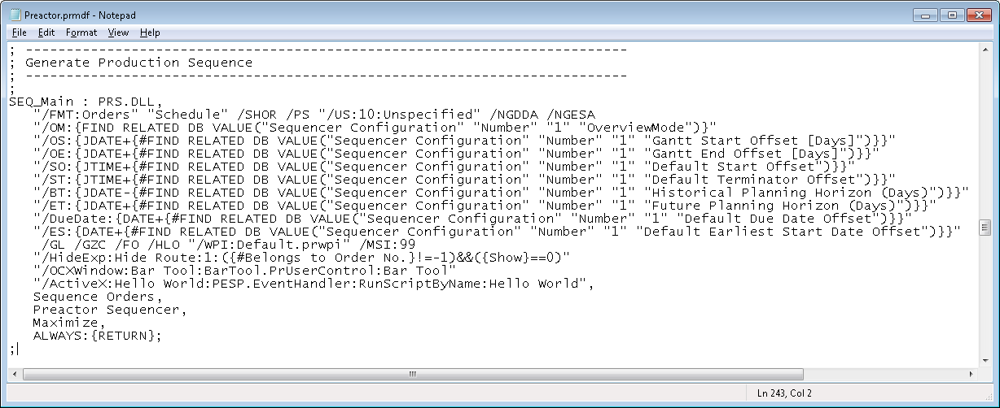 Preactor.prmdf - Notepad
File Edit Format View Help
; --------------------------------------------------------------------------
; Generate Production Sequence
; --------------------------------------------------------------------------
;
SEQ_Main : PRS.DLL,
"/FMT:Orders" "Schedule" /SHOR /PS "/US:10:Unspecified" /NGDDA /NGESA
"/OM:{FIND RELATED DB VALUE("Sequencer Configuration" "Number" "1" "OverviewMode")}"
"/OS:{JDATE+{#FIND RELATED DB VALUE("Sequencer Configuration" "Number" "1" "Gantt Start Offset [Days]")}}"
"/OE:{JDATE+{#FIND RELATED DB VALUE("Sequencer Configuration" "Number" "1" "Gantt End Offset [Days]")}}"
"/SO:{JTIME+{#FIND RELATED DB VALUE("Sequencer Configuration" "Number" "1" "Default Start Offset")}}"
"/ST:{JTIME+{#FIND RELATED DB VALUE("Sequencer Configuration" "Number" "1" "Default Terminator Offset")}}"
"/BT:{JDATE-{#FIND RELATED DB VALUE("Sequencer Configuration" "Number" "1" "Historical Planning Horizon (Days)")}}"
"/ET:{JDATE+{#FIND RELATED DB VALUE("Sequencer Configuration" "Number" "1" "Future Planning Horizon (Days)")}}"
"/DueDate:{DATE+{#FIND RELATED DB VALUE("Sequencer Configuration" "Number" "1" "Default Due Date Offset")}}"
"/ES:{DATE+{#FIND RELATED DB VALUE("Sequencer Configuration" "Number" "1" "Default Earliest Start Date Offset")}}"
/GL /GZC /FO /HLO "/WPI:Default.prwpi" /MSI:99
"/HideExp:Hide Route:1:({#Belongs to Order No.}!=-1)&&({Show}==0)"
"/OCXWindow:Bar Tool:BarTool.PrUserControl:Bar Tool"
"/ActiveX:Hello World:PESP.EventHandler:RunScriptByName:Hello World",
Sequence Orders,
Preactor Sequencer,
Maximize,
ALWAYS:{RETURN};
;
Ln 243, Col 2